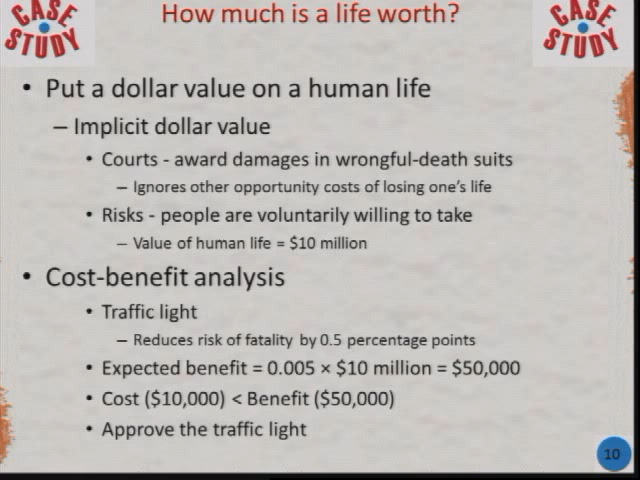 How much is a life worth?
CASE STUDY
CASE STUDY
• Put a dollar value on a human life
– Implicit dollar value
• Courts - award damages in wrongful-death suits
– Ignores other opportunity costs of losing one's life
• Risks - people are voluntarily willing to take
– Value of human life = $10 million
• Cost-benefit analysis
• Traffic light
– Reduces risk of fatality by 0.5 percentage points
• Expected benefit = 0.005 × $10 million = $50,000
• Cost ($10,000) < Benefit ($50,000)
• Approve the traffic light
10